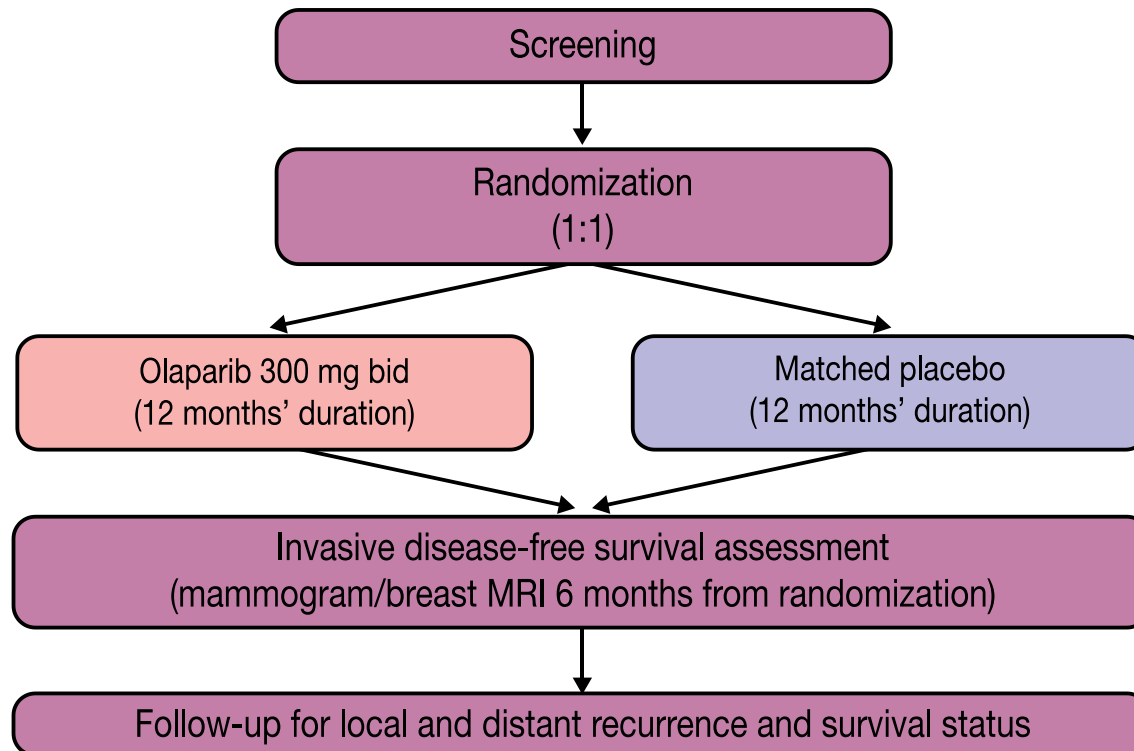 Screening
Randomization
(1:1)
Olaparib 300 mg bid
(12 months’ duration)
Matched placebo
(12 months’ duration)
Invasive disease-free survival assessment
(mammogram/breast MRI 6 months from randomization)
Follow-up for local and distant recurrence and survival status